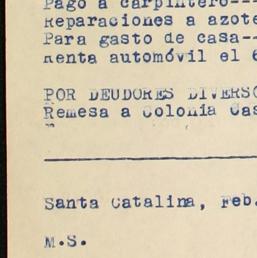 Pago a carpintero---
Reparaciones a azote
Para gasto de casa--
Renta automóvil el 6
POR DEUDORES DIVERSO
Remesa a Colonia Cas
"
Santa Catalina, Feb.
M.S.